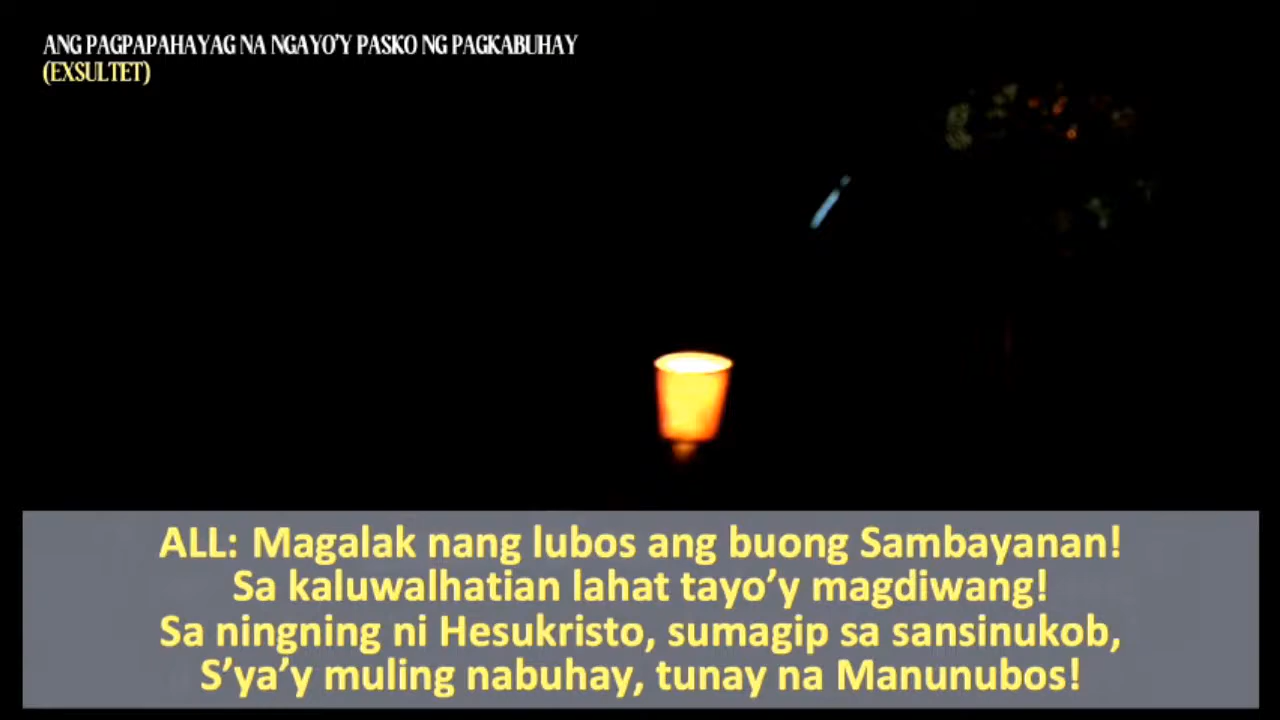 ANG PAGPAPAHAYAG NA NGAYO'Y PASKO NG PAGKABUHAY
(EXSULTET)
ALL: Magalak nang lubos ang buong Sambayanan!
Sa kaluwalhatian lahat tayo’y magdiwang!
Sa ningning ni Hesukristo, sumagip sa sansinukob,
S’ya’y muling nabuhay, tunay na Manunubos!